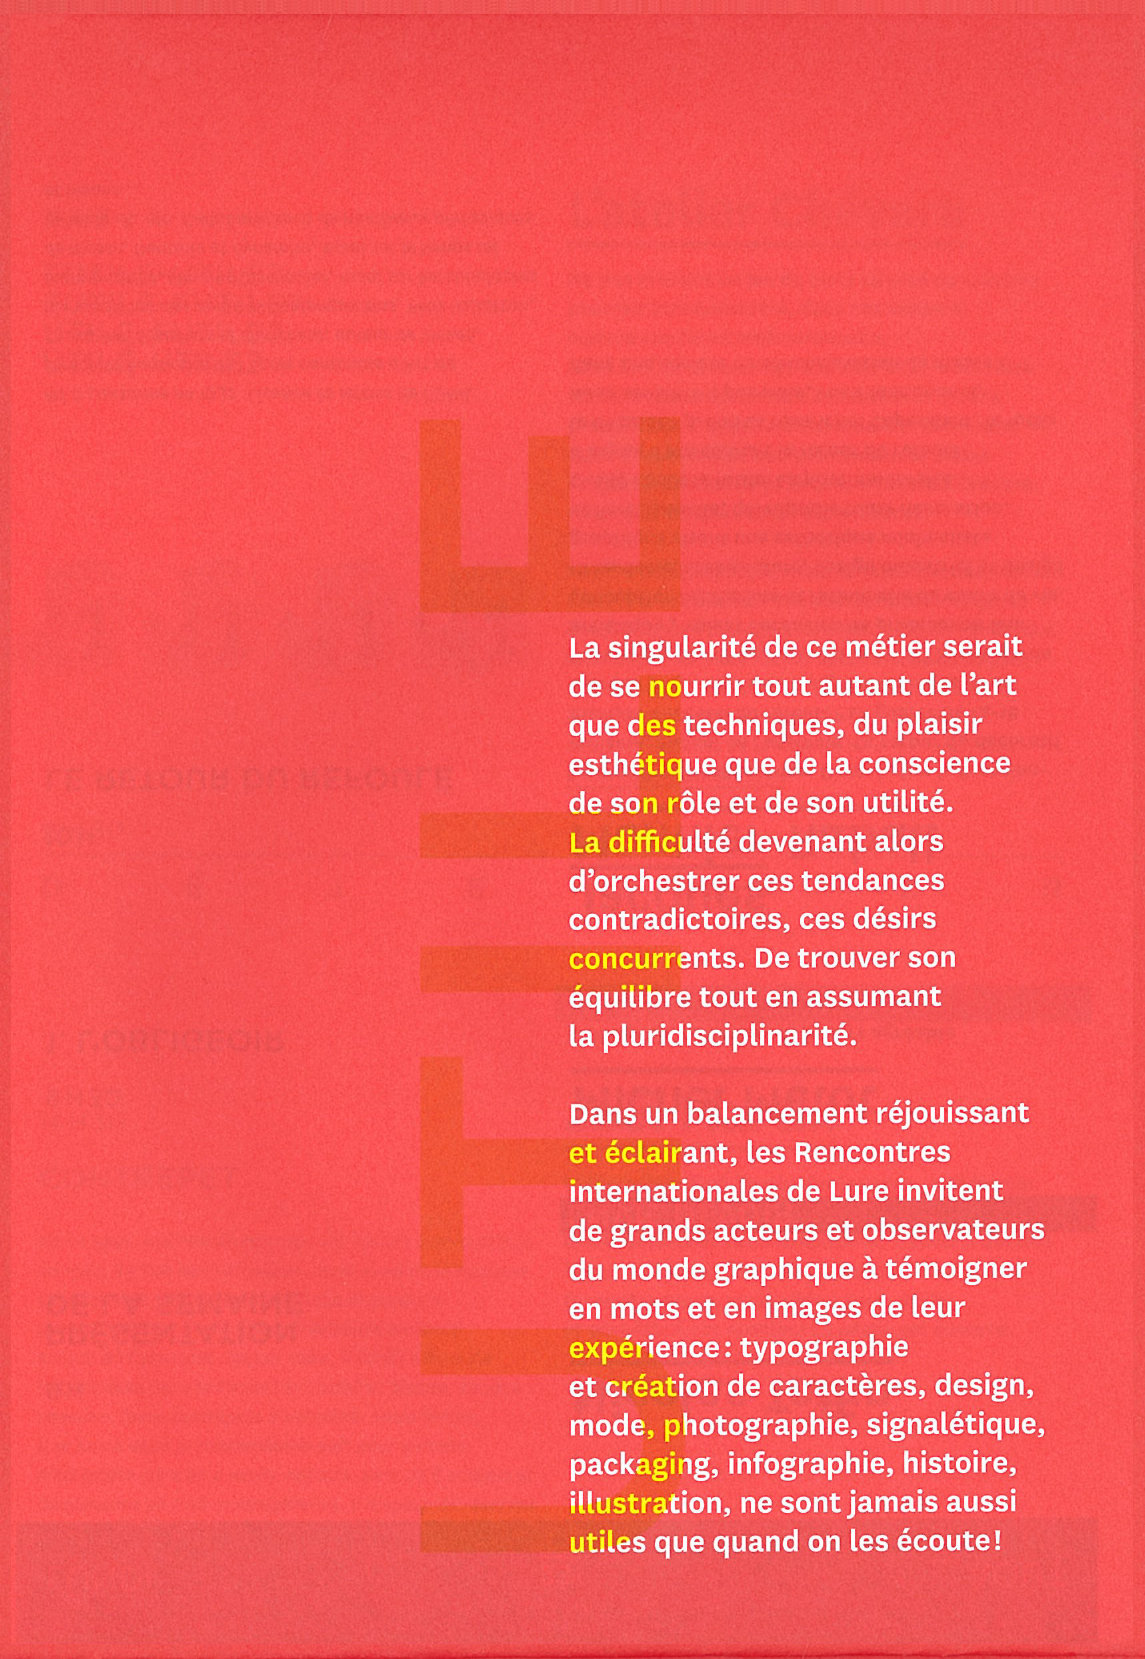 UTILE
La singularité de ce métier serait
de se nourrir tout autant de l’art
que des techniques, du plaisir
esthétique que de la conscience
de son rôle et de son utilité.
La difficulté devenant alors
d’orchestrer ces tendances
contradictoires, ces désirs
concurrents. De trouver son
équilibre tout en assumant
la pluridisciplinarité.
Dans un balancement réjouissant
et éclairant, les Rencontres
internationales de Lure invitent
de grands acteurs et observateurs
du monde graphique à témoigner
en mots et en images de leur
expérience : typographie
et création de caractères, design,
mode, photographie, signalétique,
packaging, infographie, histoire,
illustration, ne sont jamais aussi
utiles que quand on les écoute !